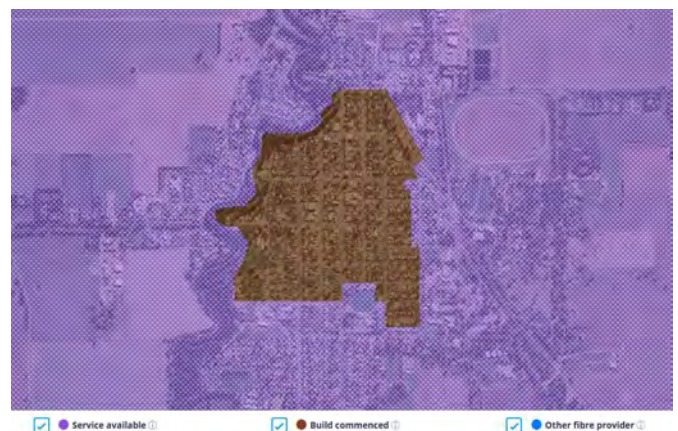 Service available
Build commenced
Other fibre provider